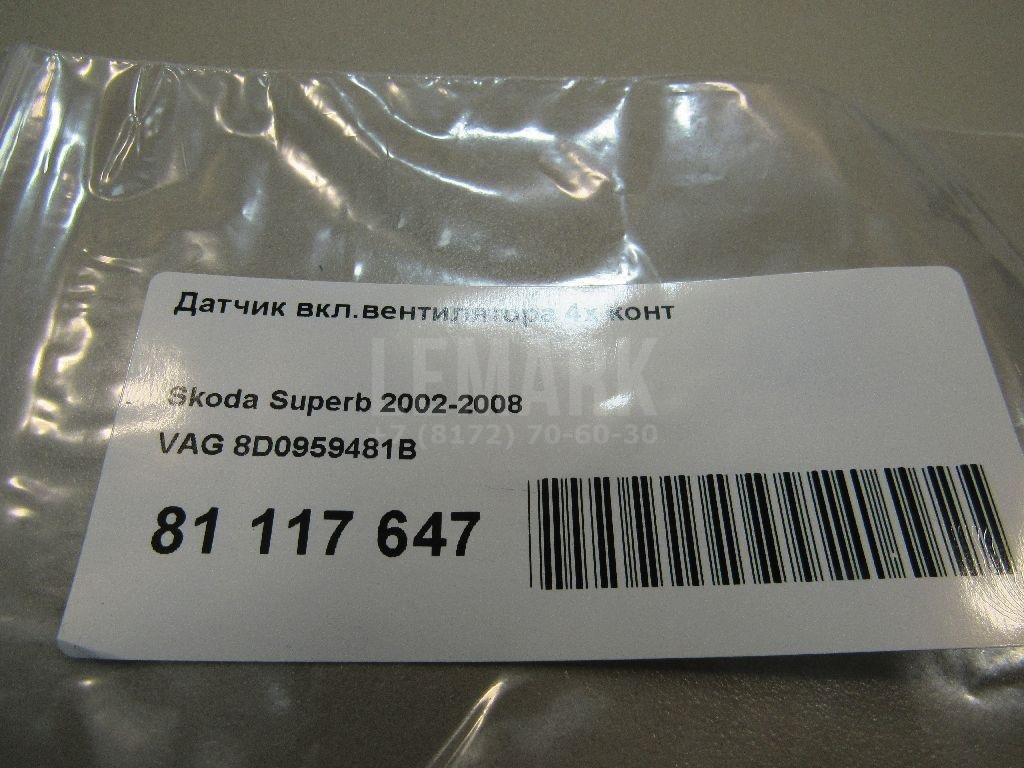 Датчик вкл.вентилятора 4х конт
LEMARK
Skoda Superb 2002-2008
+7 (8172) 70-60-30
VAG 8D0959481B
81 117 647